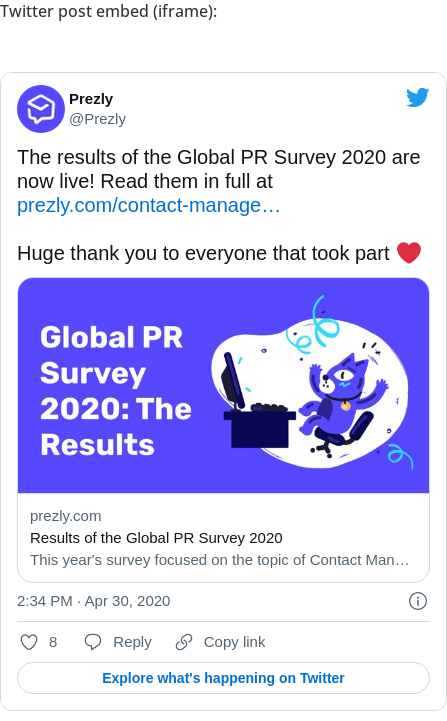 Twitter post embed (iframe):
Prezly
@Prezly
The results of the Global PR Survey 2020 are
now live! Read them in full at
prezly.com/contact-manage…
Huge thank you to everyone that took part ❤️
Global PR
Survey
2020: The
Results
prezly.com
Results of the Global PR Survey 2020
This year's survey focused on the topic of Contact Man…
2:34 PM · Apr 30, 2020
8 Reply Copy link
Explore what's happening on Twitter